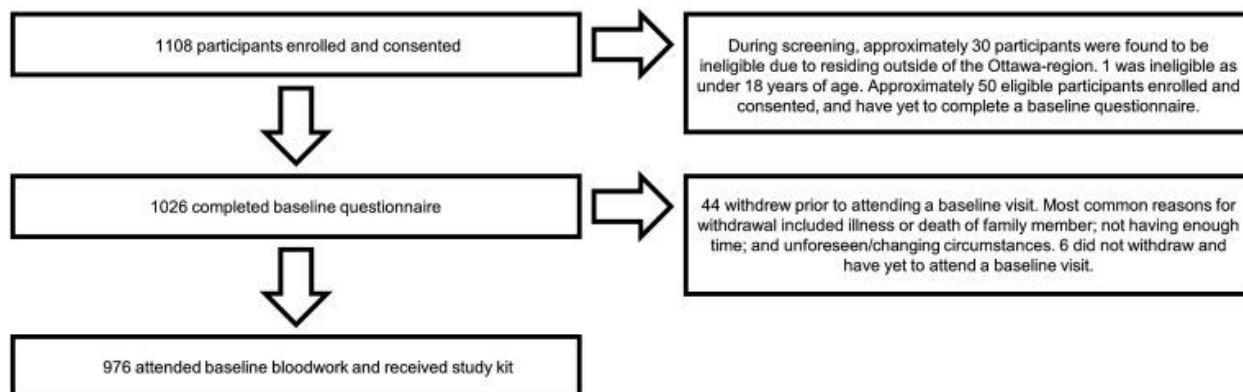 1108 participants enrolled and consented
During screening, approximately 30 participants were found to be
ineligible due to residing outside of the Ottawa-region. 1 was ineligible as
under 18 years of age. Approximately 50 eligible participants enrolled and
consented, and have yet to complete a baseline questionnaire.
1026 completed baseline questionnaire
44 withdrew prior to attending a baseline visit. Most common reasons for
withdrawal included illness or death of family member; not having enough
time; and unforeseen/changing circumstances. 6 did not withdraw and
have yet to attend a baseline visit.
976 attended baseline bloodwork and received study kit